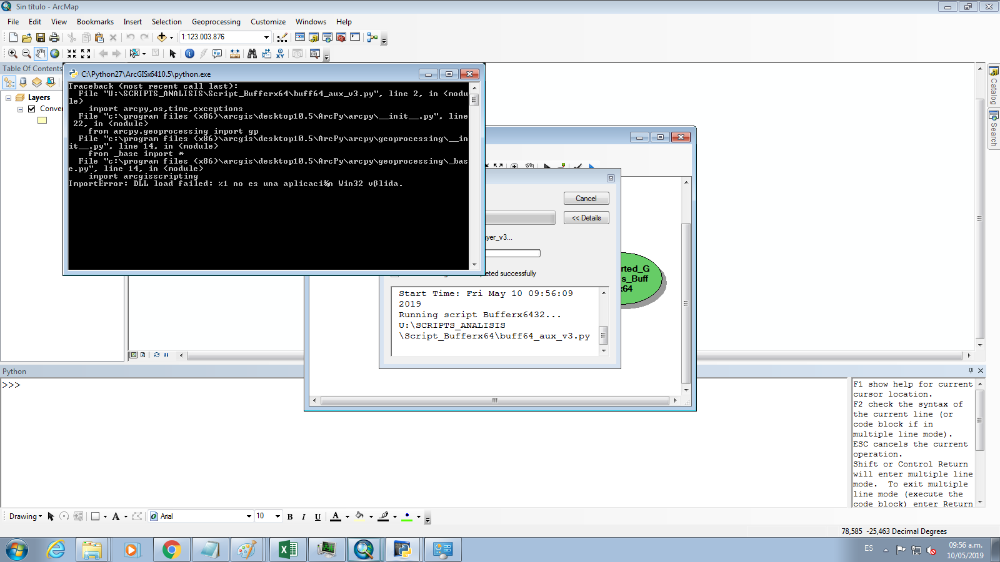 Sin título - ArcMap
File Edit View Bookmarks Insert Selection Geoprocessing Customize Windows Help
1:123.003.876
Table Of Contents
Layers
Conver
C:\Python27\ArcGISx6410.5\python.exe
Traceback (most recent call last):
  File "U:\SCRIPTS_ANALISIS\Script_Bufferx64\buff64_aux_v3.py", line 2, in <modu
le>
    import arcpy,os,time,exceptions
  File "c:\program files (x86)\arcgis\desktop10.5\ArcPy\arcpy\__init__.py", line
 22, in <module>
    from arcpy.geoprocessing import gp
  File "c:\program files (x86)\arcgis\desktop10.5\ArcPy\arcpy\geoprocessing\__in
it__.py", line 14, in <module>
    from _base import *
  File "c:\program files (x86)\arcgis\desktop10.5\ArcPy\arcpy\geoprocessing\_bas
e.py", line 14, in <module>
    import arcgisscripting
ImportError: DLL load failed: %1 no es una aplicaci¾n Win32 vßlida.
Cancel
<< Details
ayer_v3...
eted successfully
Start Time: Fri May 10 09:56:09
2019
Running script Bufferx6432...
U:\SCRIPTS_ANALISIS
\Script_Bufferx64\buff64_aux_v3.py
rted_G
s_Buff
x64
Catalog
Search
Python
>>>
F1 show help for current
cursor location.
F2 check the syntax of
the current line (or
code block if in
multiple line mode).
ESC cancels the current
operation.
Shift or Control Return
will enter multiple line
mode.  To exit multiple
line mode (execute the
code block) enter Return
Drawing
A
Arial
10
B I U A
78,585 -25,463 Decimal Degrees
ES
09:56 a.m.
10/05/2019